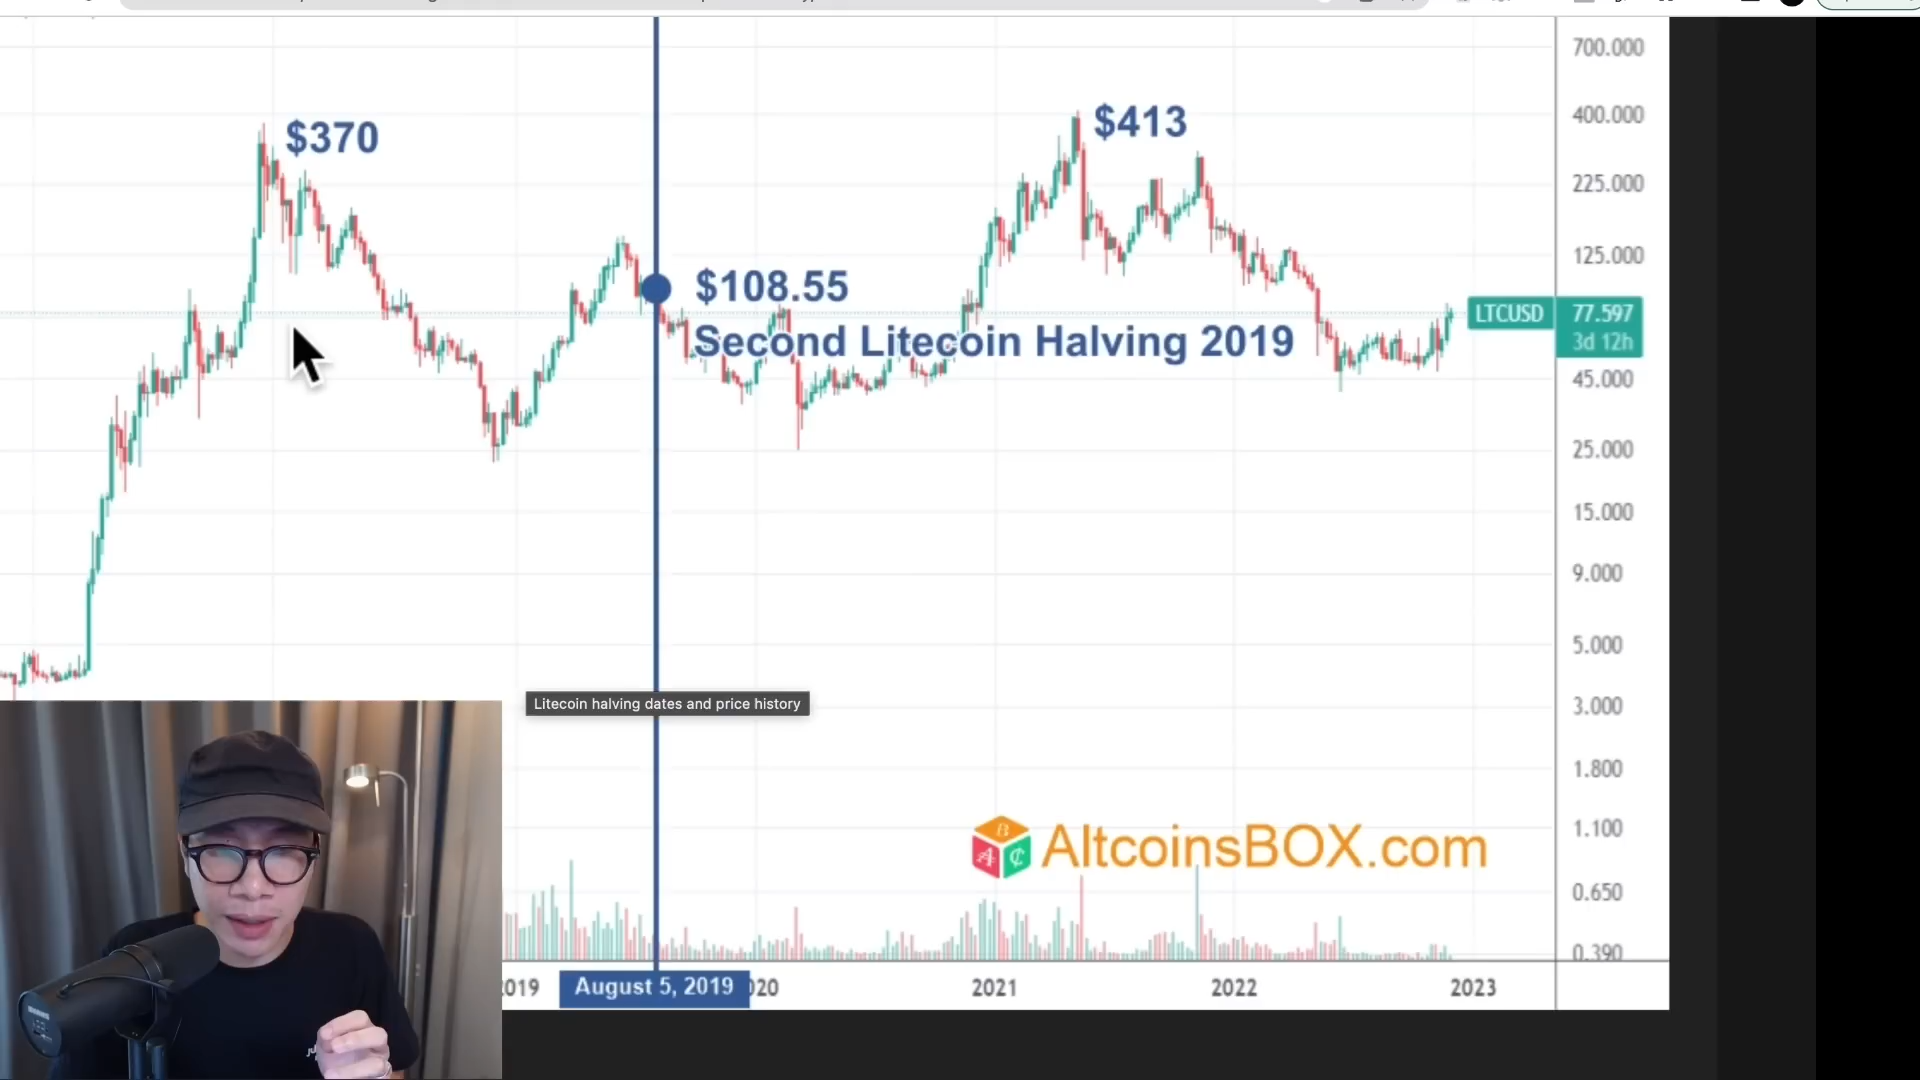 700.000
$370
$413
400.000
225.000
125.000
$108.55
LTCUSD 77.597
3d 12h
Second Litecoin Halving 2019
45.000
25.000
15.000
9.000
5.000
Litecoin halving dates and price history
3.000
1.800
1.100
AltcoinsBOX.com
0.650
0.390
2019 August 5, 2019 020 2021 2022 2023